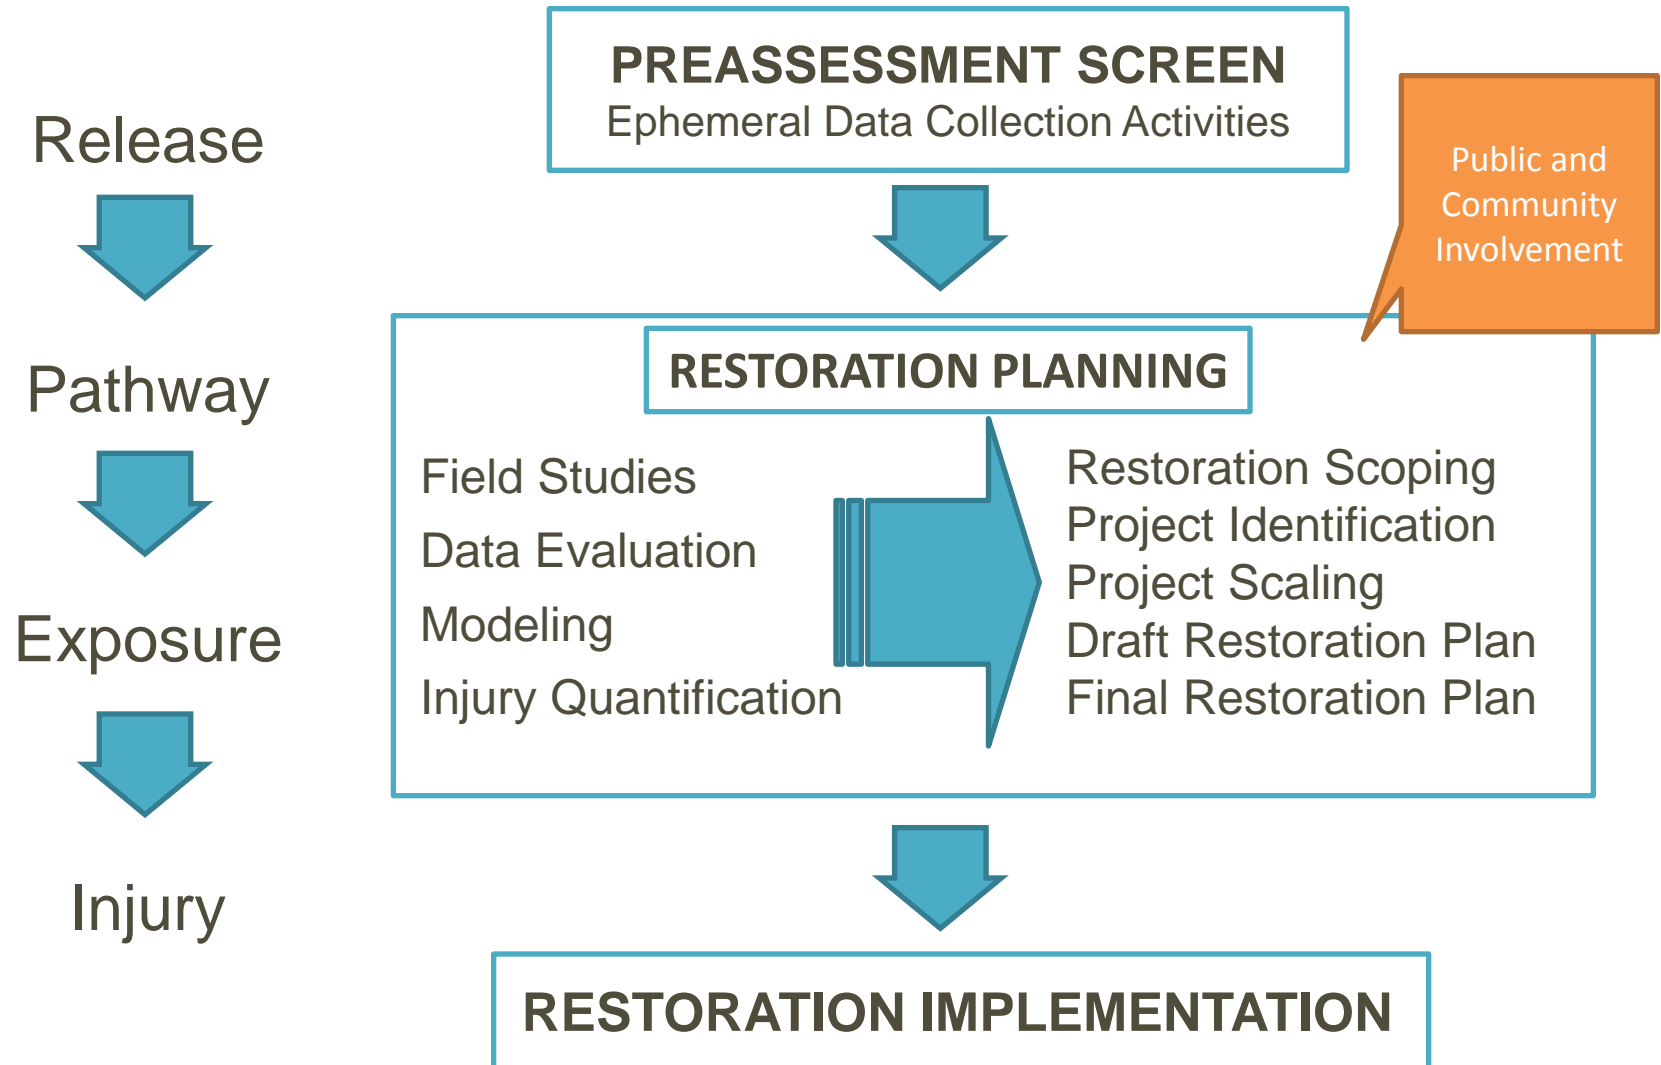 Release
Pathway
Exposure
Injury
PREASSESSMENT SCREEN
Ephemeral Data Collection Activities
Public and
Community
Involvement
RESTORATION PLANNING
Field Studies
Data Evaluation
Modeling
Injury Quantification
Restoration Scoping
Project Identification
Project Scaling
Draft Restoration Plan
Final Restoration Plan
RESTORATION IMPLEMENTATION